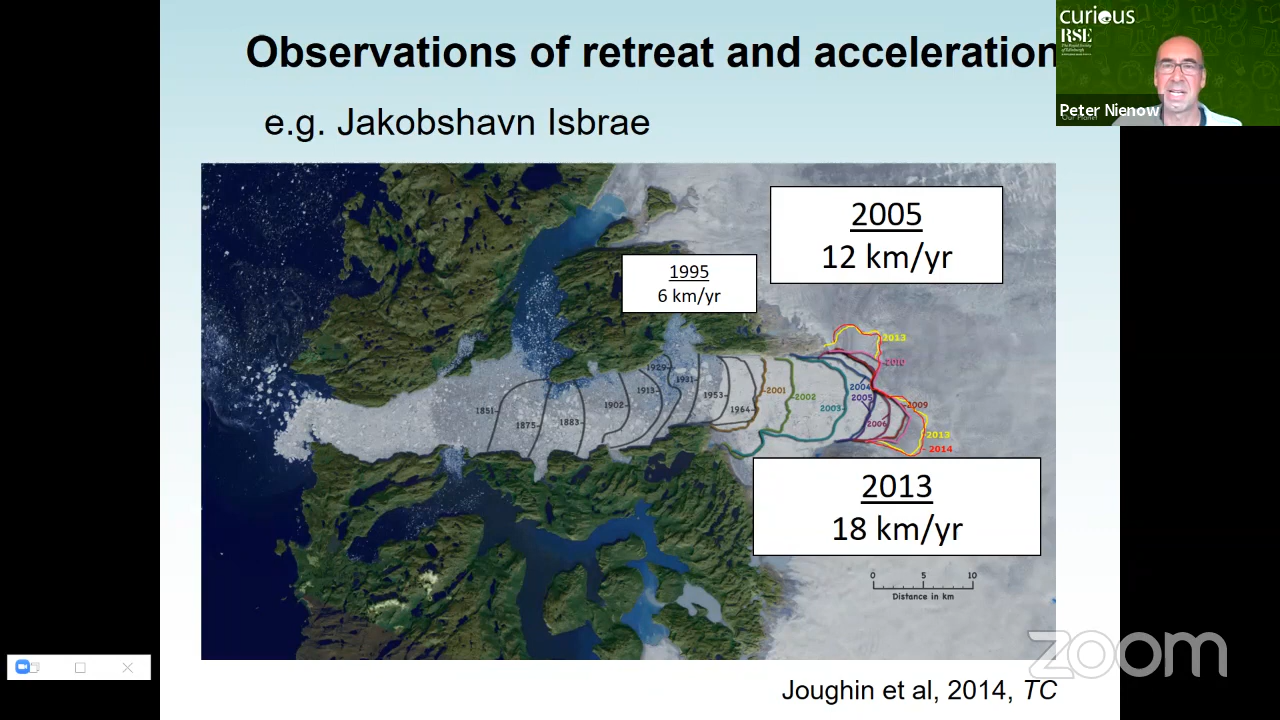 Observations of retreat and acceleration
e.g. Jakobshavn Isbrae
curious
RSE
Peter Nienow
2005
12 km/yr
1995
6 km/yr
2013
2010
1929
1931
1913
1902
1953
1964
1851
1875
1883
2001
2002
2003
2004
2005
2006
2009
2013
2014
2013
18 km/yr
0 5 10
Distance in km
zoom
Joughin et al, 2014, TC